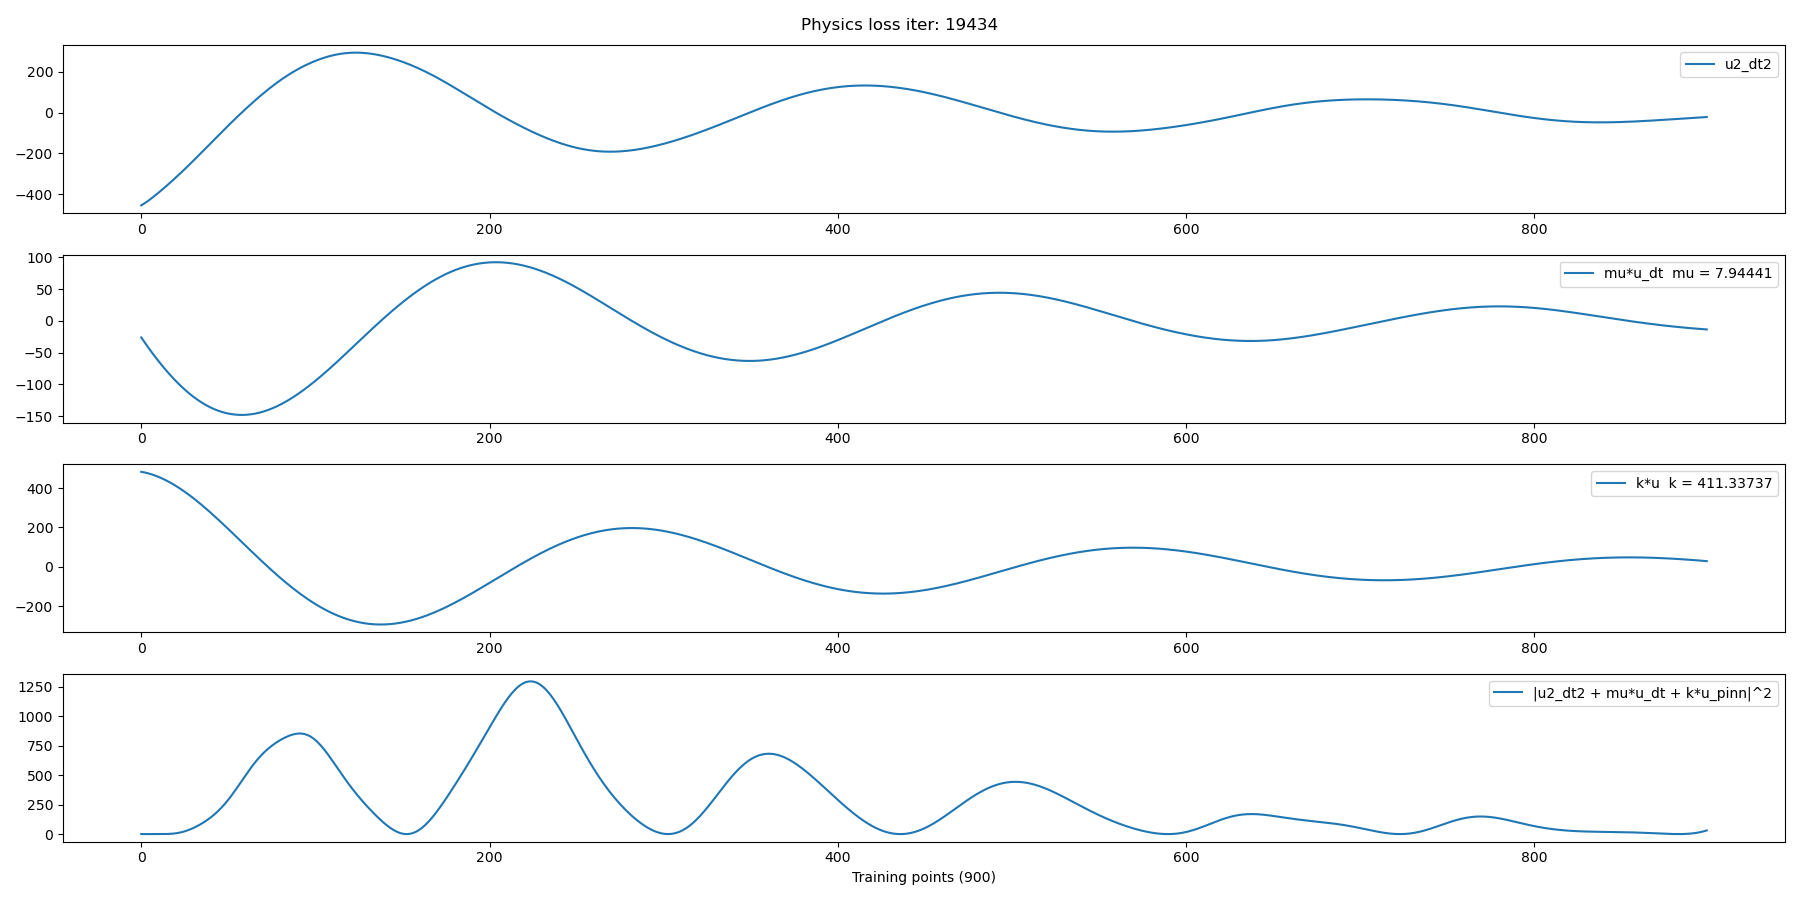 Physics loss iter: 19434
u2_dt2
200
0
−200
−400
0 200 400 600 800
mu*u_dt  mu = 7.94441
100
50
0
−50
−100
−150
0 200 400 600 800
k*u  k = 411.33737
400
200
0
−200
0 200 400 600 800
|u2_dt2 + mu*u_dt + k*u_pinn|^2
1250
1000
750
500
250
0
0 200 400 600 800
Training points (900)